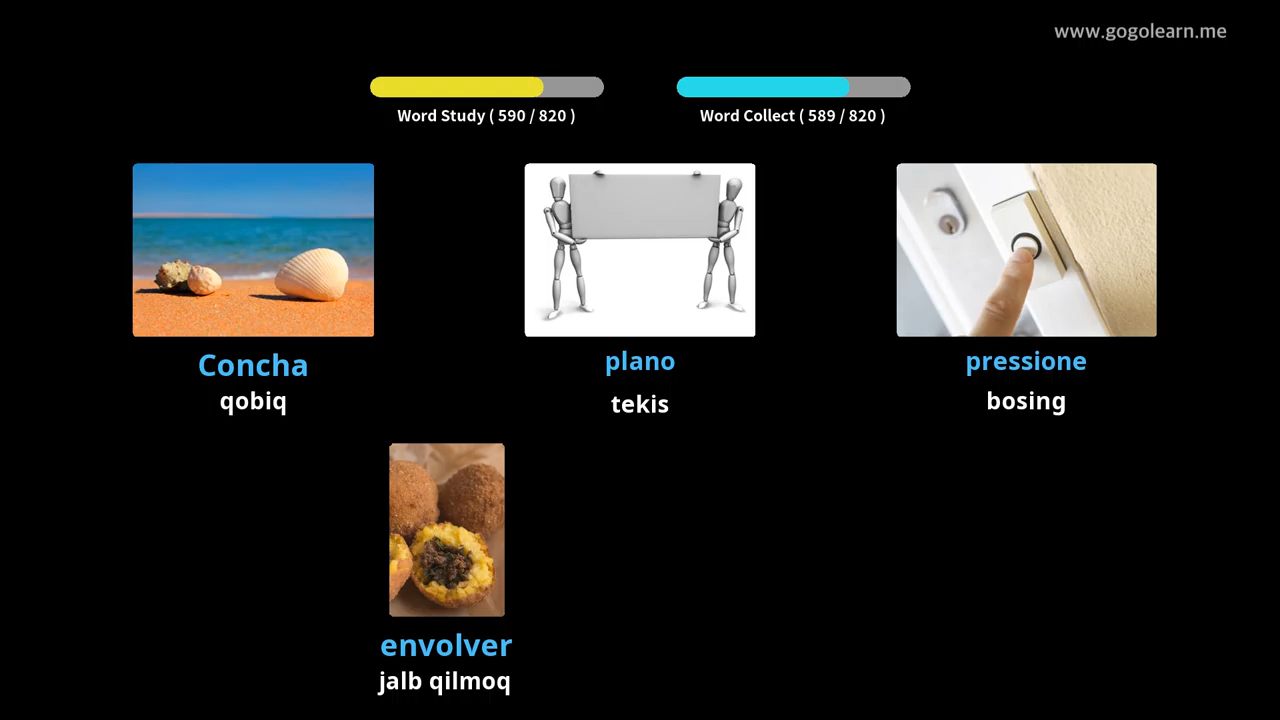 www.gogolearn.me
Word Study ( 590 / 820 )
Word Collect ( 589 / 820 )
Concha
qobiq
plano
tekis
pressione
bosing
envolver
jalb qilmoq